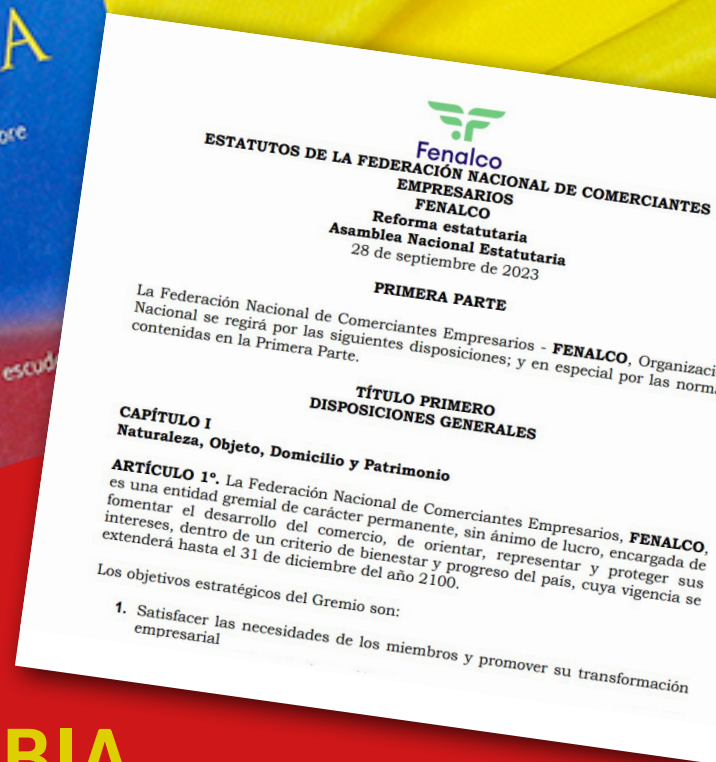 A
escud
Fenalco
ESTATUTOS DE LA FEDERACIÓN NACIONAL DE COMERCIANTES
EMPRESARIOS
FENALCO
Reforma estatutaria
Asamblea Nacional Estatutaria
28 de septiembre de 2023
PRIMERA PARTE
La Federación Nacional de Comerciantes Empresarios - FENALCO, Organizaci
Nacional se regirá por las siguientes disposiciones; y en especial por las norma
contenidas en la Primera Parte.
TÍTULO PRIMERO
DISPOSICIONES GENERALES
CAPÍTULO I
Naturaleza, Objeto, Domicilio y Patrimonio
ARTÍCULO 1º. La Federación Nacional de Comerciantes Empresarios, FENALCO,
es una entidad gremial de carácter permanente, sin ánimo de lucro, encargada de
fomentar el desarrollo del comercio, de orientar, representar y proteger sus
intereses, dentro de un criterio de bienestar y progreso del país, cuya vigencia se
extenderá hasta el 31 de diciembre del año 2100.
Los objetivos estratégicos del Gremio son:
1. Satisfacer las necesidades de los miembros y promover su transformación
empresarial
BIA